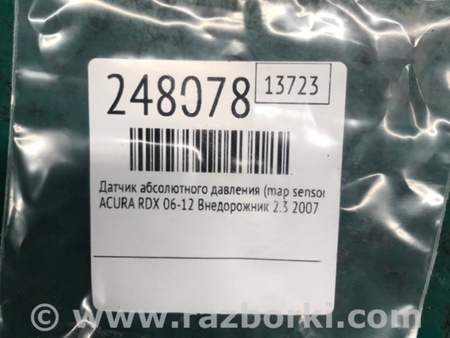 248078
13723
Датчик абсолютного давления (map sensor
ACURA RDX 06-12 Внедорожник 2.3 2007
© www.razborki.com